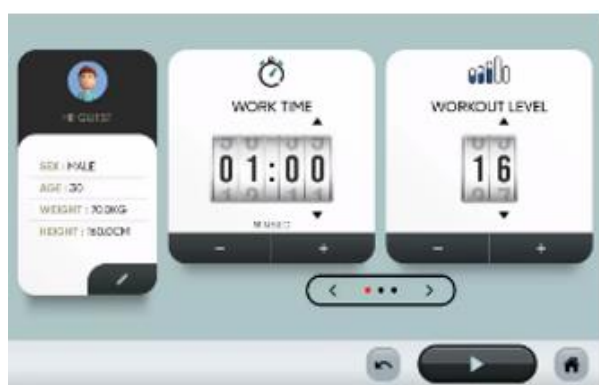 HI GUEST
SEX : MALE
AGE : 30
WEIGHT : 70.0KG
HEIGHT : 160.0CM
WORK TIME
01:00
WORKOUT LEVEL
16